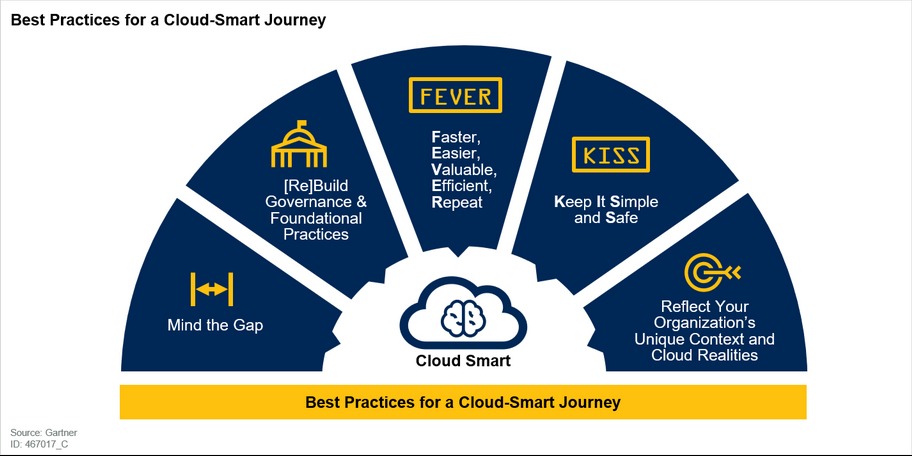 Best Practices for a Cloud-Smart Journey
Mind the Gap
[Re]Build
Governance &
Foundational
Practices
FEVER
Faster,
Easier,
Valuable,
Efficient,
Repeat
KISS
Keep It Simple
and Safe
Reflect Your
Organization's
Unique Context and
Cloud Realities
Cloud Smart
Best Practices for a Cloud-Smart Journey
Source: Gartner
ID: 467017_C